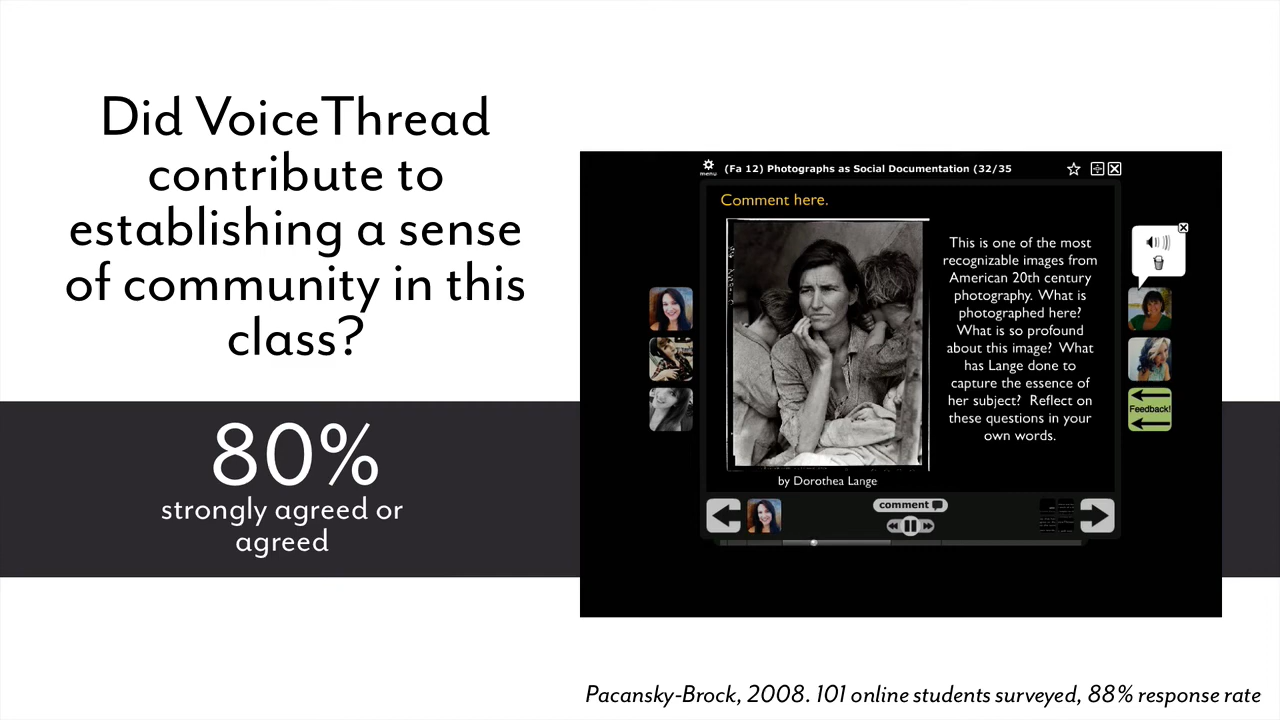 Did VoiceThread
contribute to
establishing a sense
of community in this
class?
80%
strongly agreed or
agreed
menu
(Fa 12) Photographs as Social Documentation (32/35
Comment here.
This is one of the most
recognizable images from
American 20th century
photography. What is
photographed here?
What is so profound
about this image? What
has Lange done to
capture the essence of
her subject? Reflect on
these questions in your
own words.
by Dorothea Lange
Feedback!
comment
Pacansky-Brock, 2008. 101 online students surveyed, 88% response rate